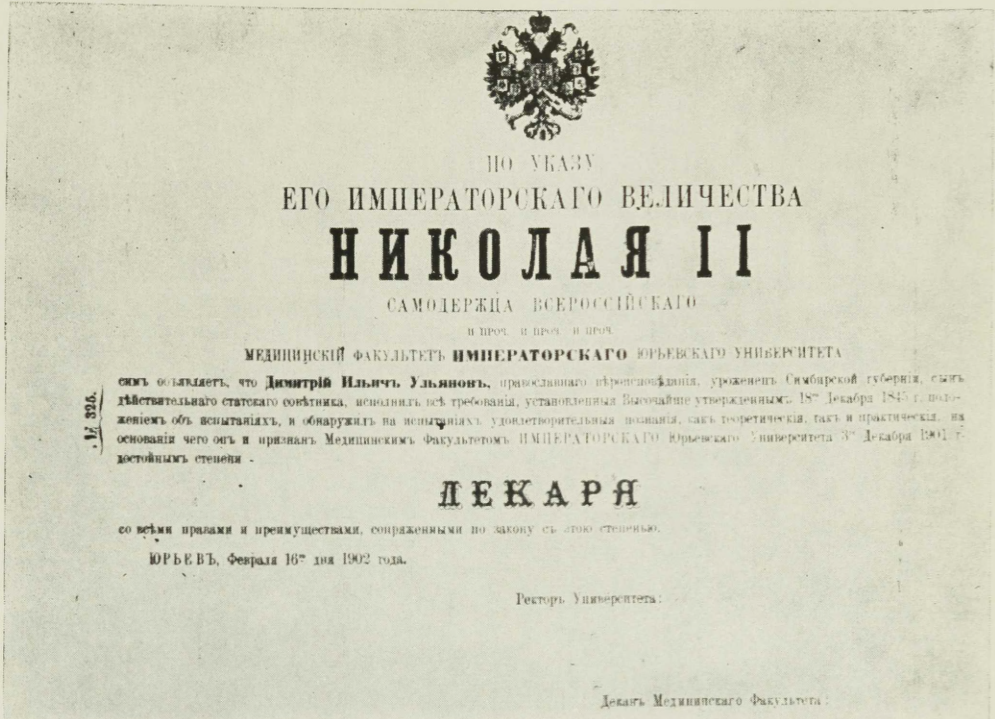 ПО УКАЗУ
ЕГО ИМПЕРАТОРСКАГО ВЕЛИЧЕСТВА
НИКОЛАЯ II
САМОДЕРЖЦА ВСЕРОССІЙСКАГО
И ПРОЧ. И ПРОЧ. И ПРОЧ.
МЕДИЦИНСКІЙ ФАКУЛЬТЕТЪ ИМПЕРАТОРСКАГО ЮРЬЕВСКАГО УНИВЕРСИТЕТА
симъ объявляетъ, что Димитрій Ильичъ Ульяновъ, православнаго вѣроисповѣданія, уроженецъ Симбирской губерніи, сынъ
дѣйствительнаго статскаго совѣтника, исполнилъ всѣ требованія, установленныя Высочайше утвержденнымъ 18го Декабря 1845 г. поло-
женіемъ объ испытаніяхъ, и обнаружилъ на испытаніяхъ удовлетворительныя познанія, какъ теоретическія, такъ и практическія, на
основаніи чего онъ и признанъ Медицинскимъ Факультетомъ ИМПЕРАТОРСКАГО Юрьевскаго Университета 3го Декабря 1901 г.
достойнымъ степени -
ЛЕКАРЯ
со всѣми правами и преимуществами, сопряженными по закону съ этою степенью.
ЮРЬЕВЪ, Февраля 16го дня 1902 года.
Ректоръ Университета:
Деканъ Медицинскаго Факультета:
№ 325.